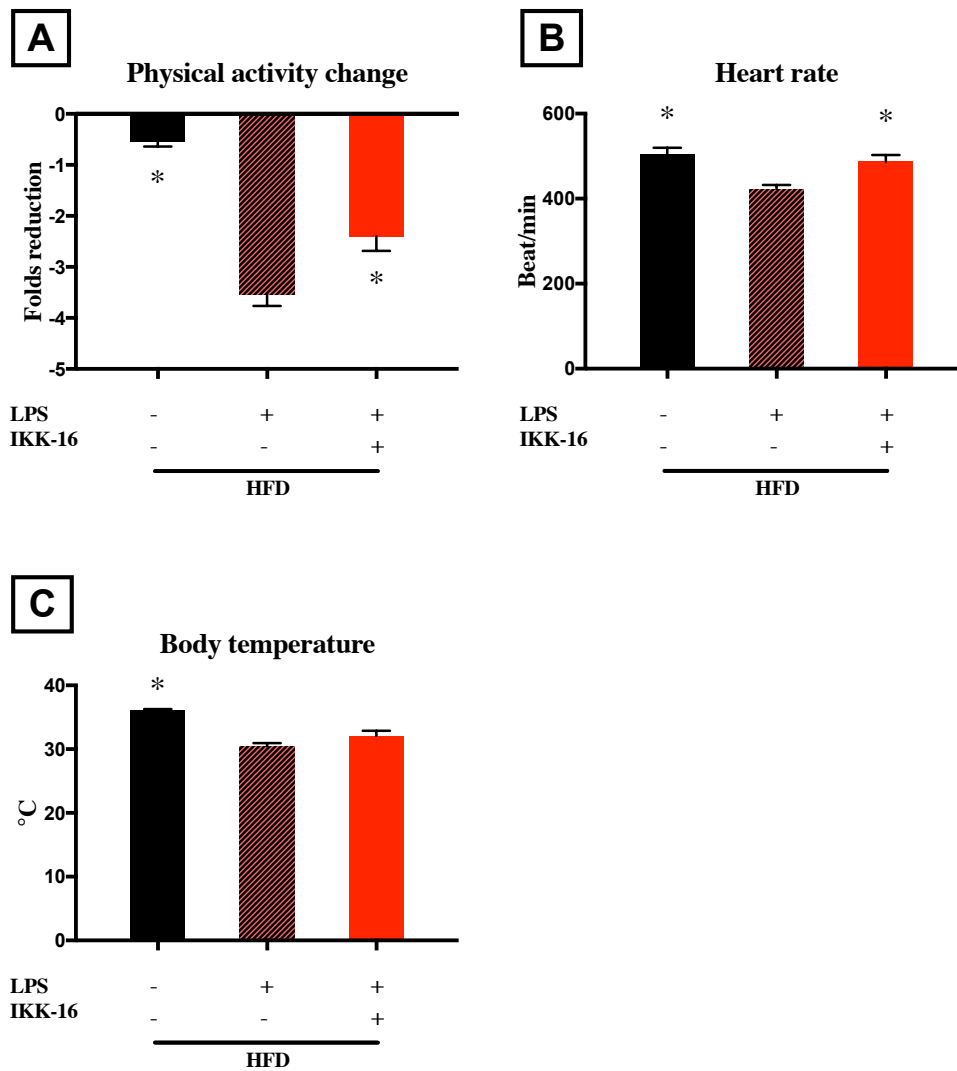 A
Physical activity change
Folds reduction
0
-1
-2
-3
-4
-5
*
*
LPS - + +
IKK-16 - - +
HFD
B
Heart rate
Beat/min
600
400
200
0
* *
LPS - + +
IKK-16 - - +
HFD
C
Body temperature
°C
40
30
20
10
0
*
LPS - + +
IKK-16 - - +
HFD